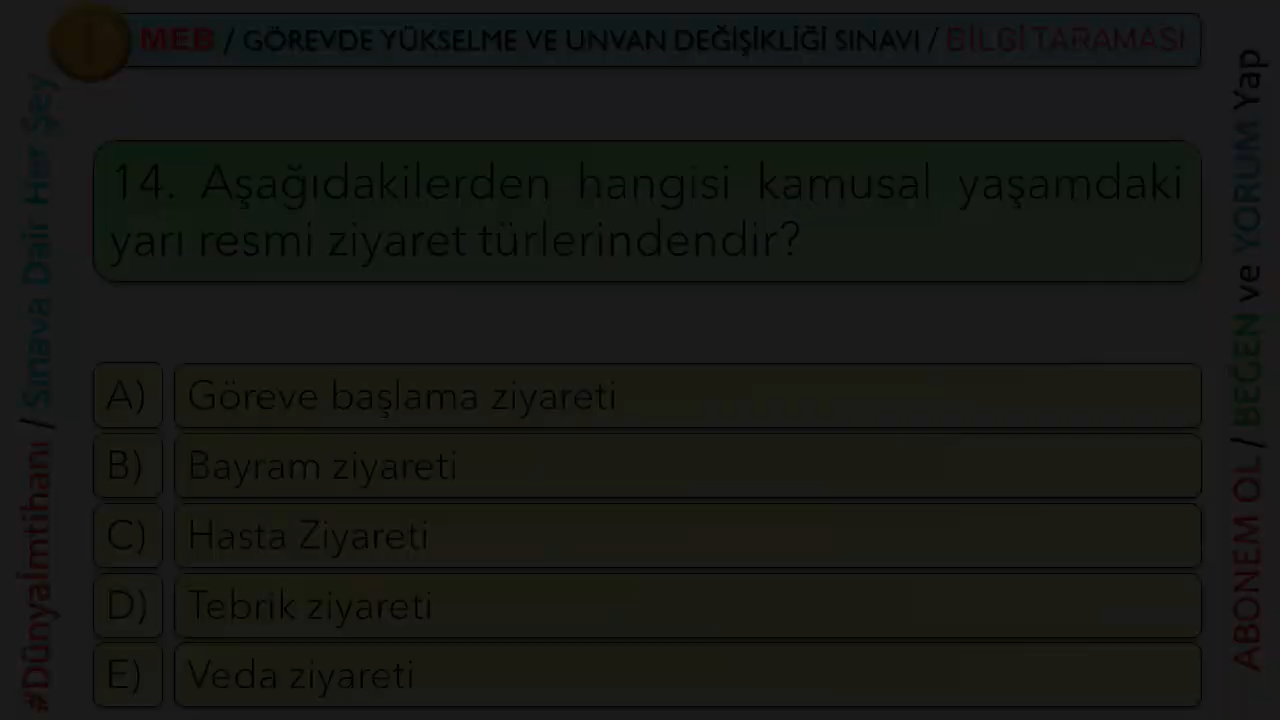 MEB / GÖREVDE YÜKSELME VE UNVAN DEĞİŞİKLİĞİ SINAVI / BİLGİ TARAMASI
14. Aşağıdakilerden hangisi kamusal yaşamdaki
yarı resmi ziyaret türlerindendir?
A) Göreve başlama ziyareti
B) Bayram ziyareti
C) Hasta Ziyareti
D) Tebrik ziyareti
E) Veda ziyareti
#Dünyaimtihanı / Sınava Dair Her Şey
ABONEM OL / BEĞEN ve YORUM Yap